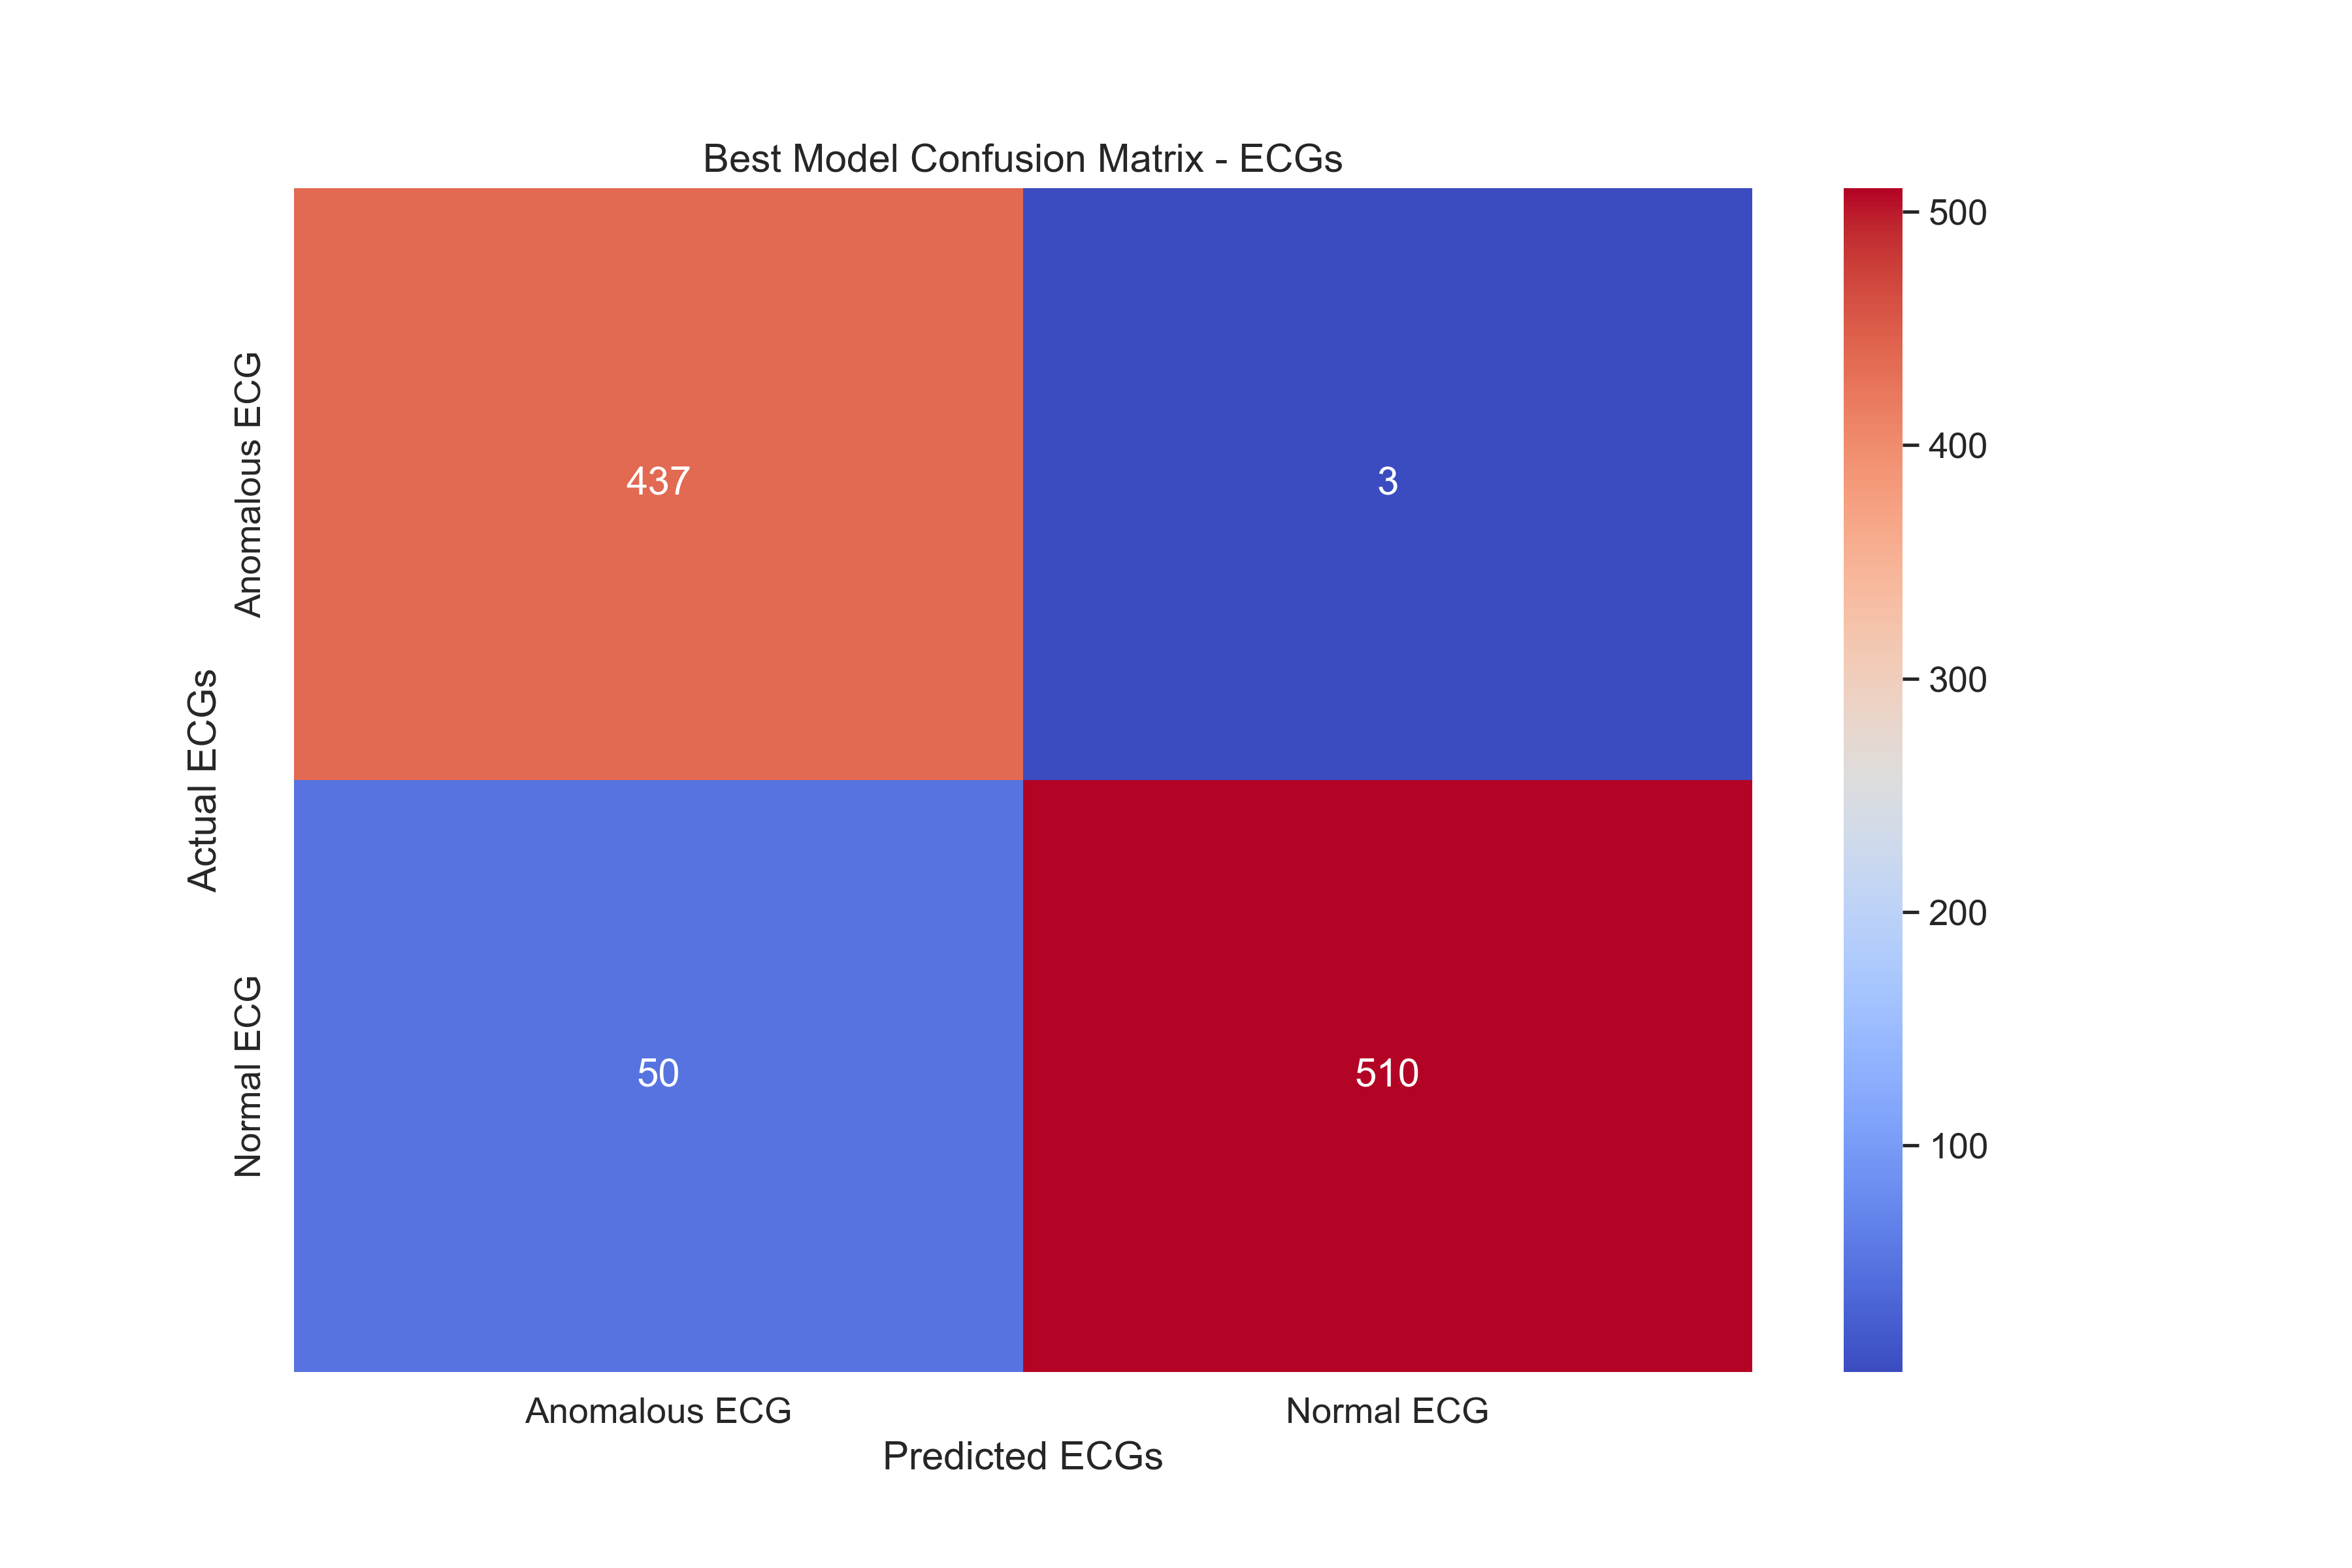 Best Model Confusion Matrix - ECGs
Actual ECGs
Anomalous ECG
Normal ECG
437
3
50
510
Anomalous ECG
Normal ECG
Predicted ECGs
500
400
300
200
100